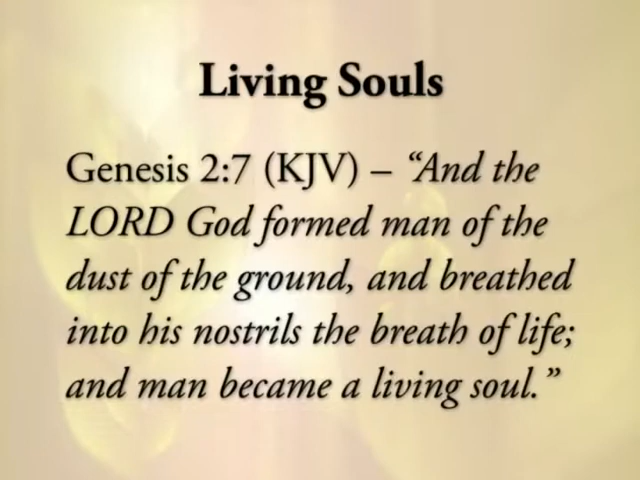 Living Souls
Genesis 2:7 (KJV) – “And the
LORD God formed man of the
dust of the ground, and breathed
into his nostrils the breath of life;
and man became a living soul.”